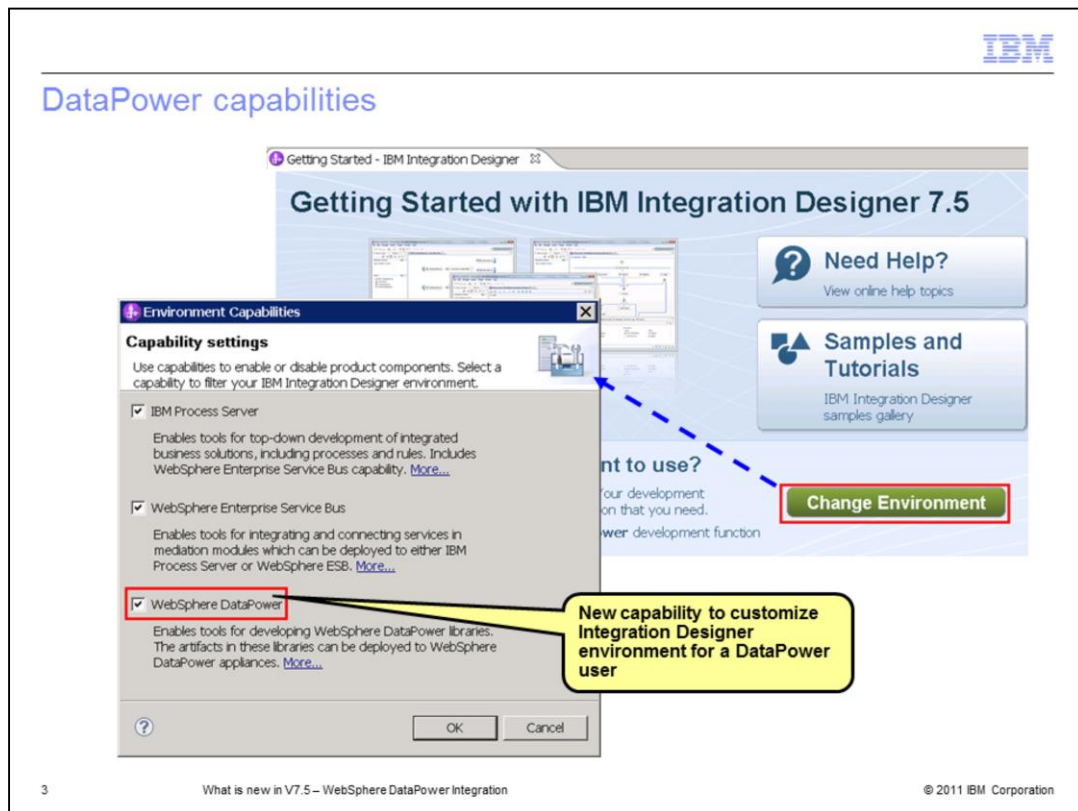 IBM
DataPower capabilities
Getting Started - IBM Integration Designer
Getting Started with IBM Integration Designer 7.5
Need Help?
View online help topics
Samples and
Tutorials
IBM Integration Designer
samples gallery
nt to use?
our development
on that you need.
wer development function
Change Environment
Environment Capabilities
Capability settings
Use capabilities to enable or disable product components. Select a
capability to filter your IBM Integration Designer environment.
IBM Process Server
Enables tools for top-down development of integrated
business solutions, including processes and rules. Includes
WebSphere Enterprise Service Bus capability. More...
WebSphere Enterprise Service Bus
Enables tools for integrating and connecting services in
mediation modules which can be deployed to either IBM
Process Server or WebSphere ESB. More...
WebSphere DataPower
Enables tools for developing WebSphere DataPower libraries.
The artifacts in these libraries can be deployed to WebSphere
DataPower appliances. More...
New capability to customize
Integration Designer
environment for a DataPower
user
?
OK
Cancel
3
What is new in V7.5 – WebSphere DataPower Integration
© 2011 IBM Corporation